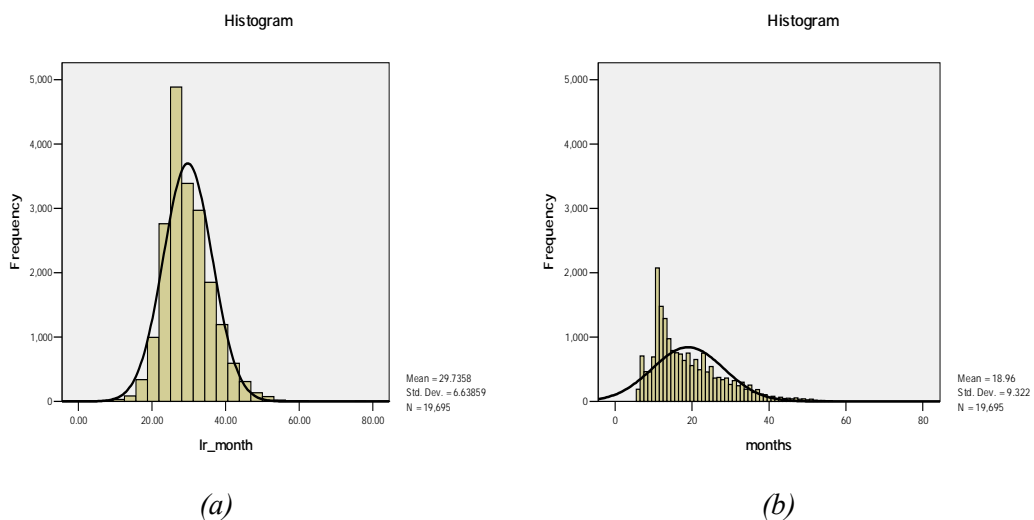 Histogram
5,000
4,000
3,000
2,000
1,000
0
Frequency
0.00 20.00 40.00 60.00 80.00
lr_month
Mean = 29.7358
Std. Dev. = 6.63859
N = 19,695
(a)
Histogram
5,000
4,000
3,000
2,000
1,000
0
Frequency
0 20 40 60 80
months
Mean = 18.96
Std. Dev. = 9.322
N = 19,695
(b)